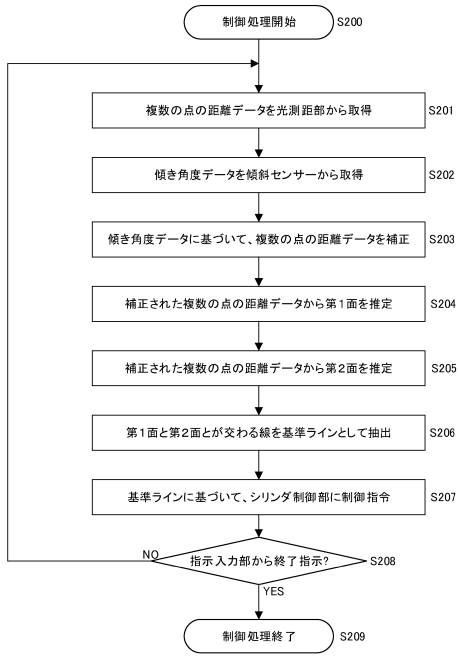 制御処理開始 S200
複数の点の距離データを光測距部から取得 S201
傾き角度データを傾斜センサーから取得 S202
傾き角度データに基づいて、複数の点の距離データを補正 S203
補正された複数の点の距離データから第1面を推定 S204
補正された複数の点の距離データから第2面を推定 S205
第1面と第2面とが交わる線を基準ラインとして抽出 S206
基準ラインに基づいて、シリンダ制御部に制御指令 S207
NO 指示入力部から終了指示? S208
YES
制御処理終了 S209